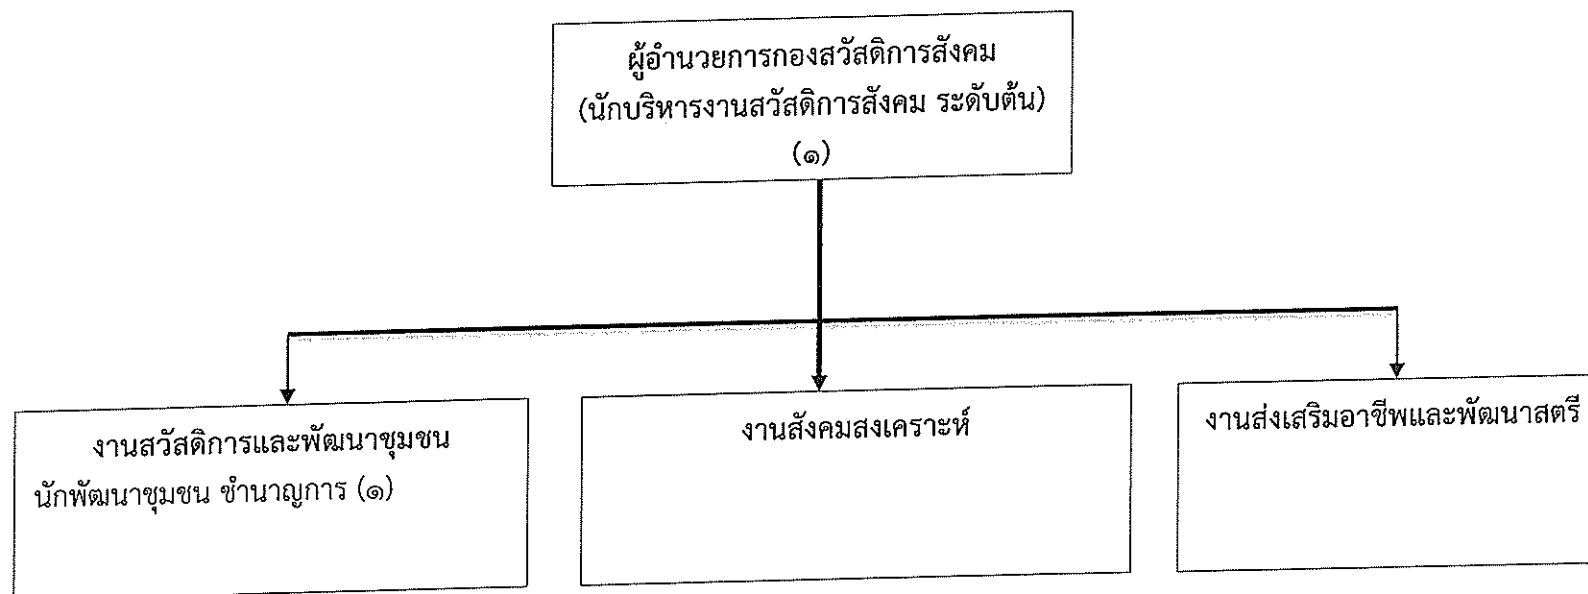 ผู้อำนวยการกองสวัสดิการสังคม
(นักบริหารงานสวัสดิการสังคม ระดับต้น)
(๑)
งานสวัสดิการและพัฒนาชุมชน
นักพัฒนาชุมชน ชำนาญการ (๑)
งานสังคมสงเคราะห์
งานส่งเสริมอาชีพและพัฒนาสตรี